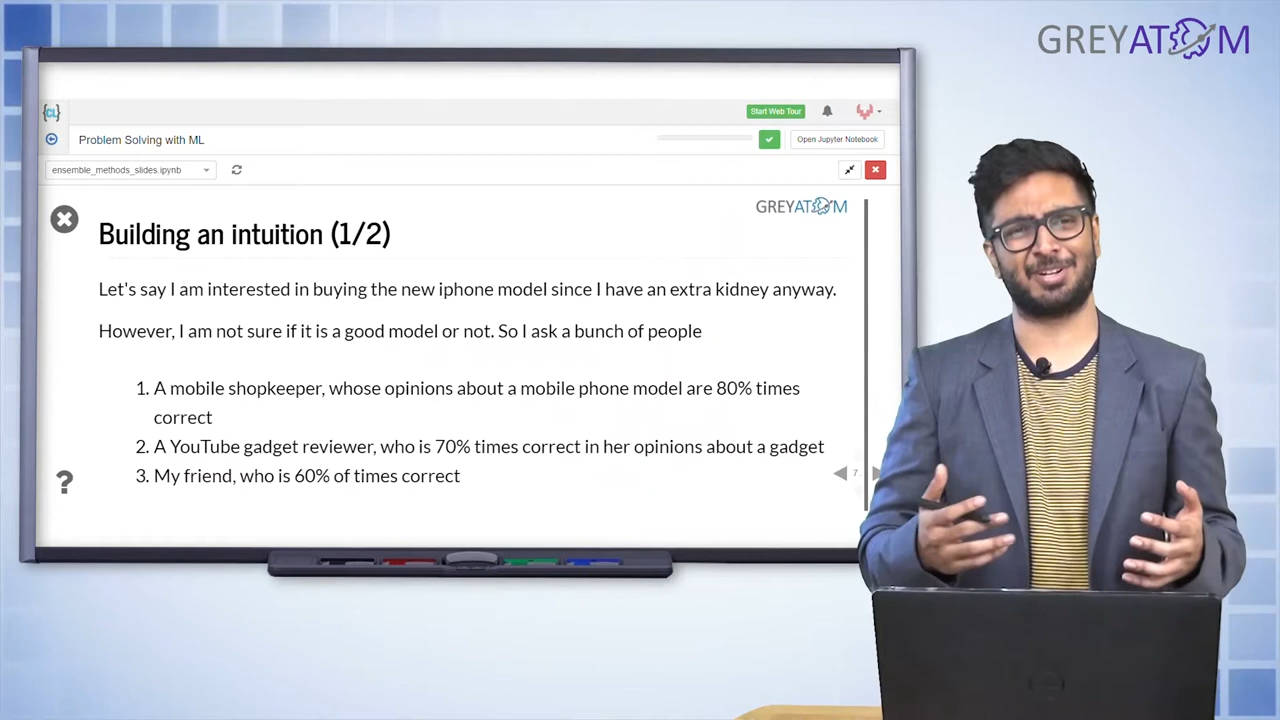 GREYATOM
{CL}
Start Web Tour
Problem Solving with ML
Open Jupyter Notebook
ensemble_methods_slides.ipynb
GREYATOM
Building an intuition (1/2)
Let's say I am interested in buying the new iphone model since I have an extra kidney anyway.
However, I am not sure if it is a good model or not. So I ask a bunch of people
1. A mobile shopkeeper, whose opinions about a mobile phone model are 80% times
correct
2. A YouTube gadget reviewer, who is 70% times correct in her opinions about a gadget
3. My friend, who is 60% of times correct
?
7